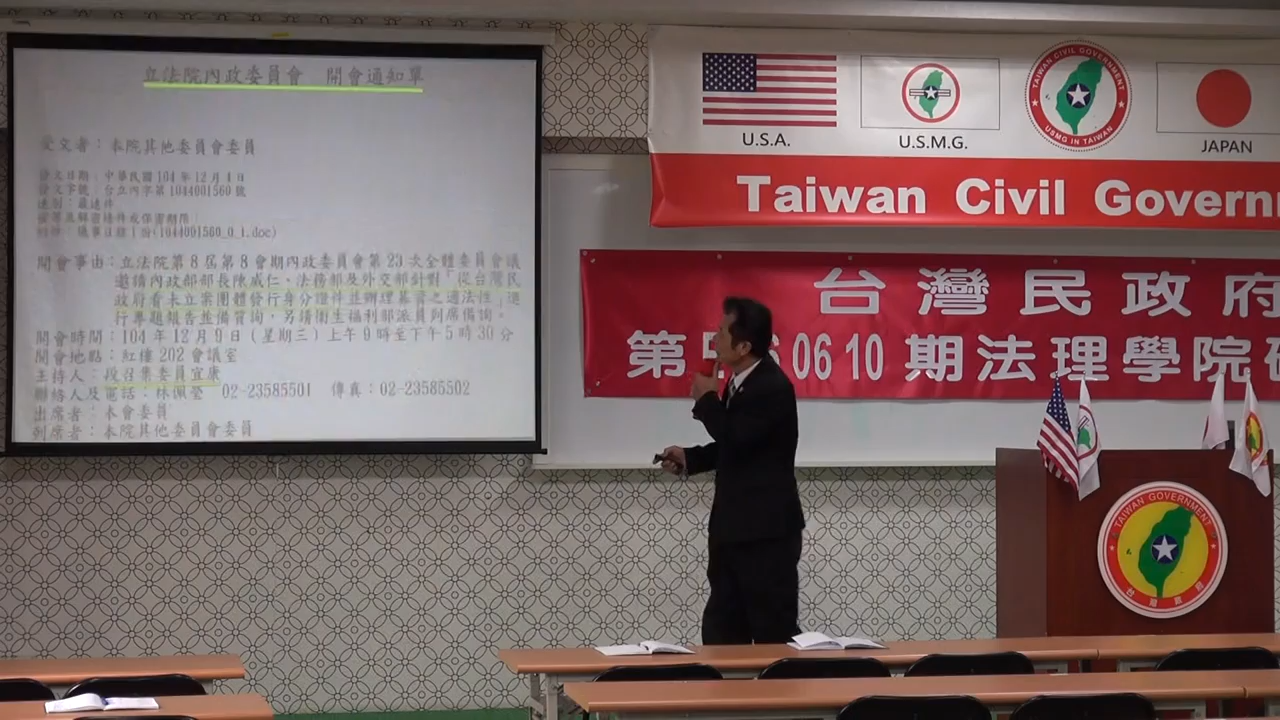 立法院內政委員會 開會通知單
受文者：本院其他委員會委員
發文日期：中華民國104年12月4日
發文字號：台立內字第1044001560號
速別：最速件
密等及解密條件或保密期限：
附件：議事日程1份(1044001560_0_1.doc)
開會事由：立法院第8屆第8會期內政委員會第23次全體委員會議
邀請內政部部長陳威仁、法務部及外交部針對「從台灣民
政府看未立案團體發行身分證件並辦理募資之適法性」進
行專題報告並備質詢，另請衛生福利部派員列席備詢。
開會時間：104年12月9日(星期三)上午9時至下午5時30分
開會地點：紅樓202會議室
主持人：段召集委員宜康
聯絡人及電話：林佩瑩 02-23585501 傳真：02-23585502
出席者：本會委員
列席者：本院其他委員會委員
U.S.A.
U.S.M.G.
TAIWAN CIVIL GOVERNMENT
USMG IN TAIWAN
JAPAN
Taiwan Civil Governm
台灣民政府
第 06 10 期法理學院
TAIWAN GOVERNMENT
台灣政府